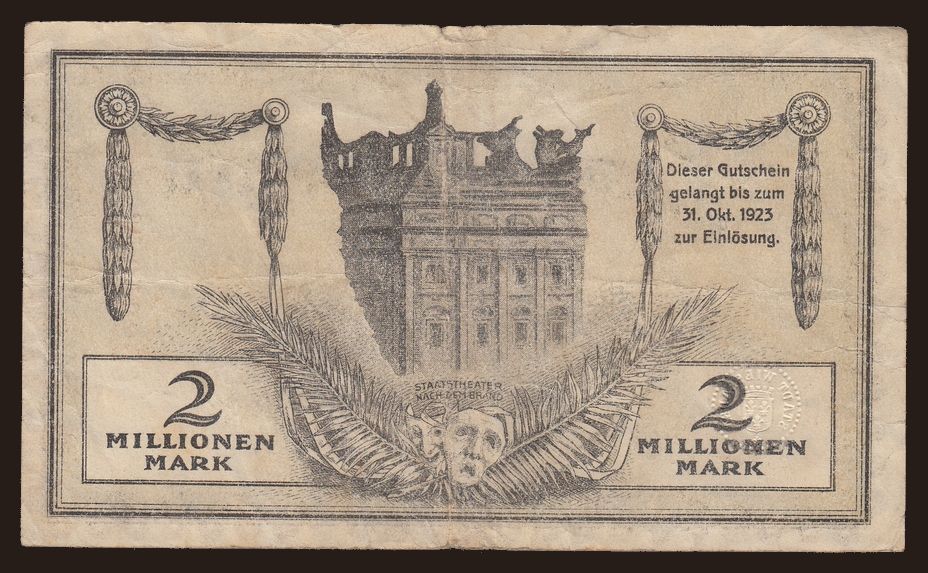 Dieser Gutschein
gelangt bis zum
31. Okt. 1923
zur Einlösung.
STAATSTHEATER
NACH DEM BRAND
2
MILLIONEN
MARK
2
MILLIONEN
MARK